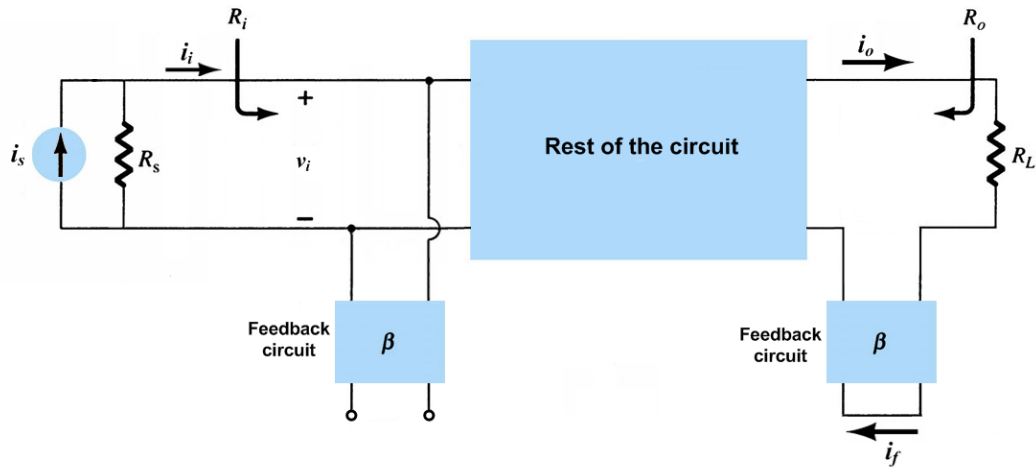 R_i
R_o
i_i
i_o
+
i_s
R_s
v_i
Rest of the circuit
R_L
−
Feedback
circuit
β
Feedback
circuit
β
i_f